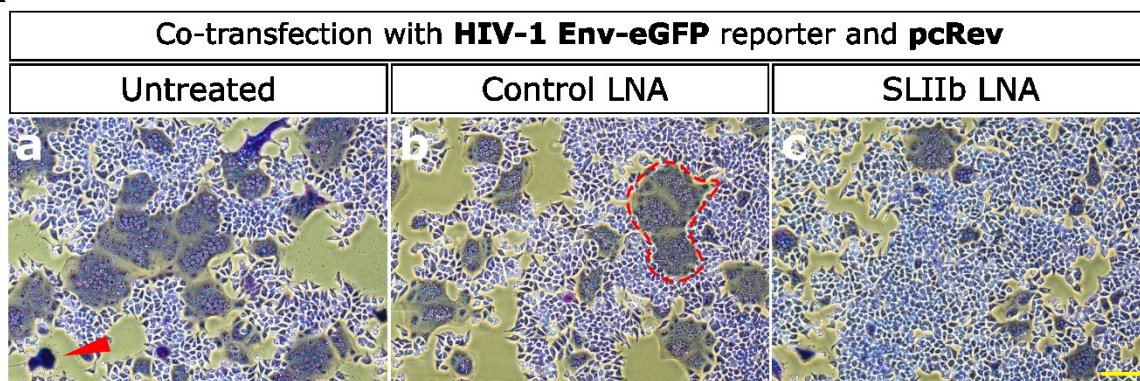 Co-transfection with HIV-1 Env-eGFP reporter and pcRev
Untreated
Control LNA
SLIIb LNA
a
b
c